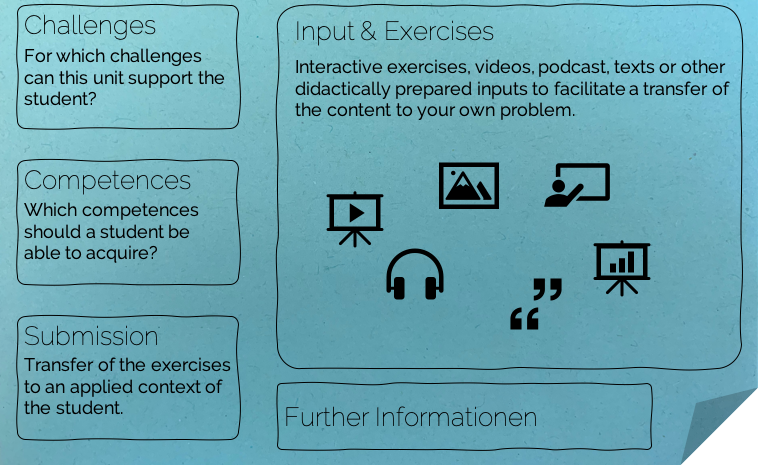 Challenges
For which challenges
can this unit support the
student?
Competences
Which competences
should a student be
able to acquire?
Submission
Transfer of the exercises
to an applied context of
the student.
Input & Exercises
Interactive exercises, videos, podcast, texts or other
didactically prepared inputs to facilitate a transfer of
the content to your own problem.
Further Informationen